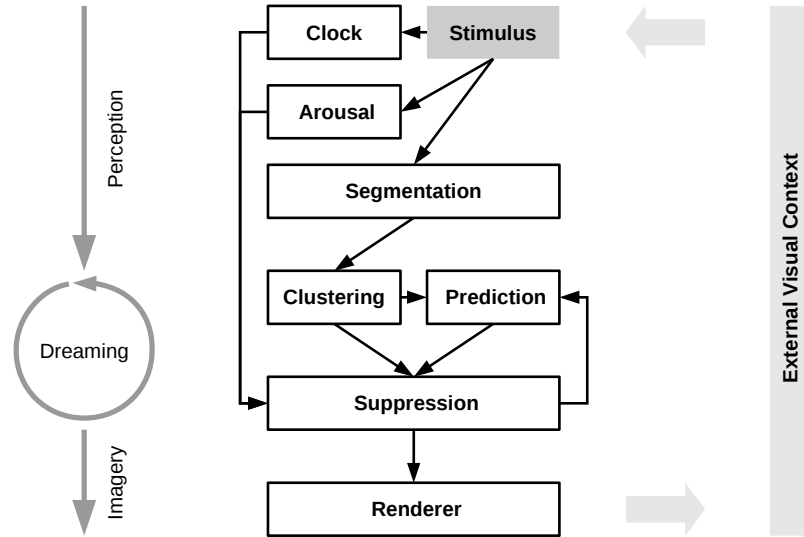 Clock
Stimulus
Arousal
Perception
Segmentation
Clustering
Prediction
Dreaming
Suppression
Imagery
Renderer
External Visual Context